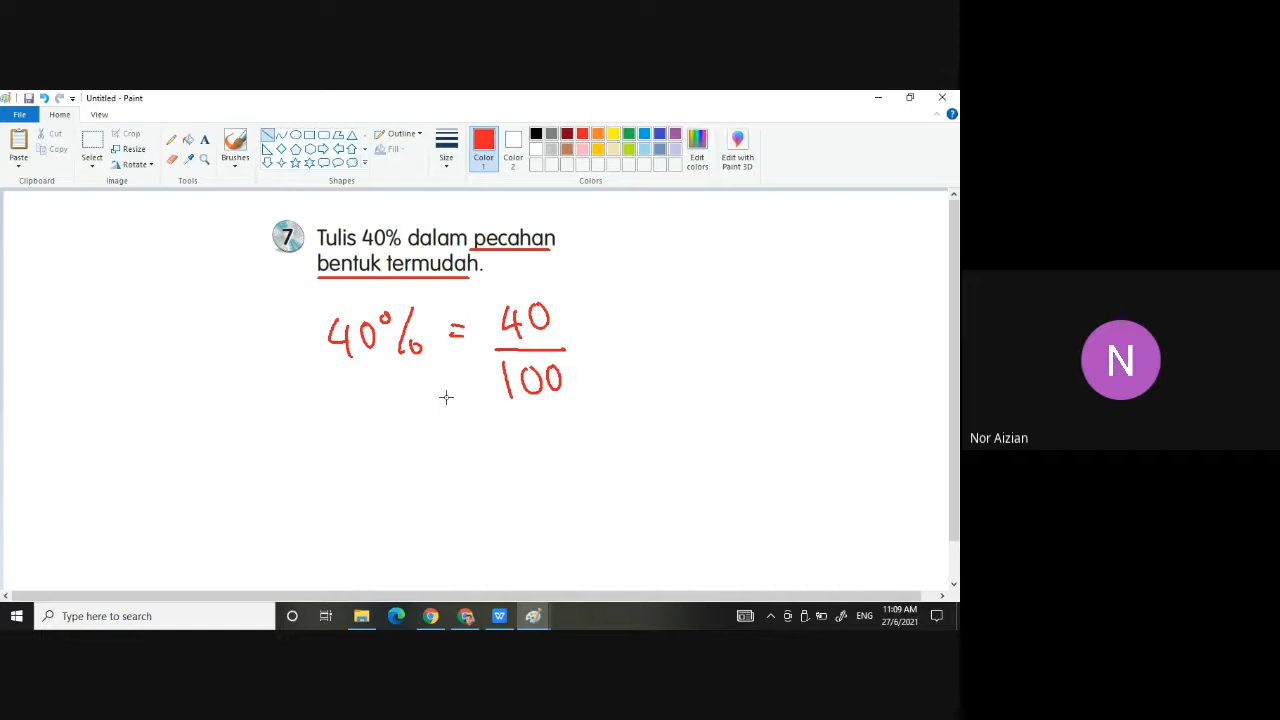 Untitled - Paint
File
Home
View
Paste
Cut
Copy
Clipboard
Select
Crop
Resize
Rotate
Image
Tools
Brushes
Outline
Fill
Shapes
Size
Color 1
Color 2
Edit colors
Colors
Edit with Paint 3D
7 Tulis 40% dalam pecahan
bentuk termudah.
40% = 40
100
N
Nor Aizian
Type here to search
ENG
11:09 AM
27/6/2021